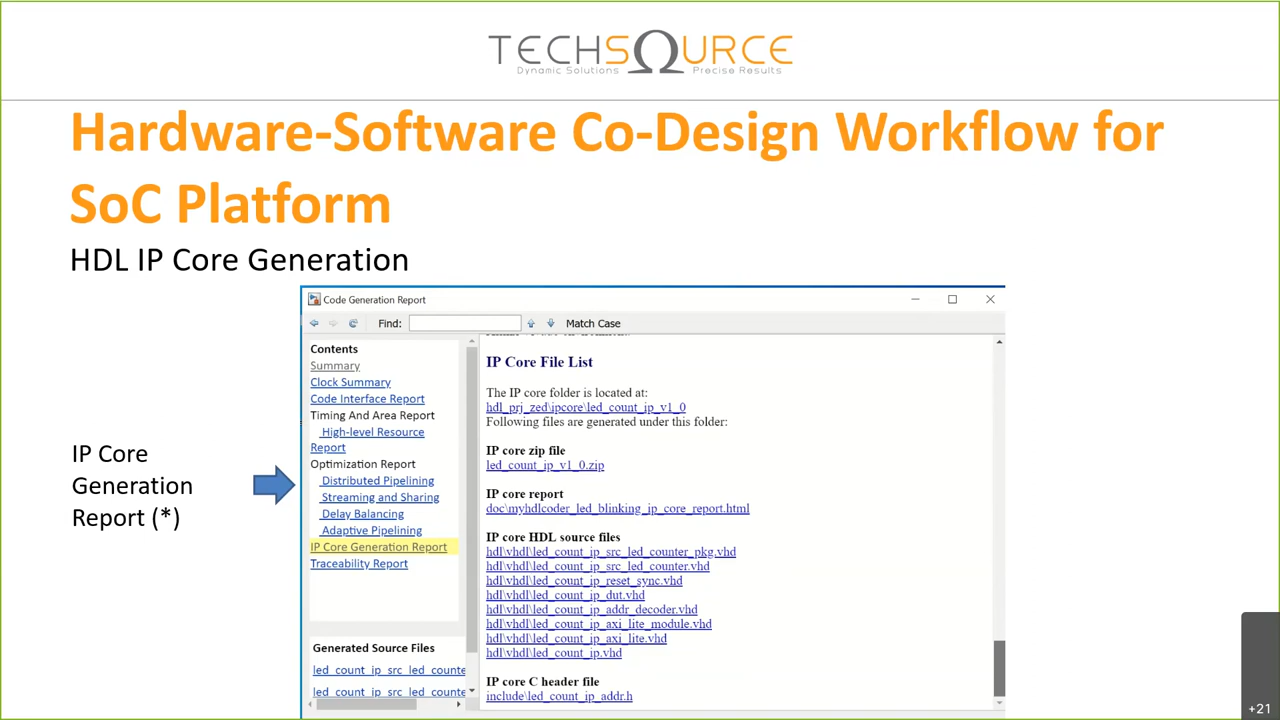 TECHSOURCE
Dynamic Solutions Precise Results
Hardware-Software Co-Design Workflow for
SoC Platform
HDL IP Core Generation
IP Core
Generation
Report (*)
Code Generation Report
Find:
Match Case
Contents
Summary
Clock Summary
Code Interface Report
Timing And Area Report
High-level Resource
Report
Optimization Report
Distributed Pipelining
Streaming and Sharing
Delay Balancing
Adaptive Pipelining
IP Core Generation Report
Traceability Report
Generated Source Files
led_count_ip_src_led_counte
led_count_ip_src_led_counte
IP Core File List
The IP core folder is located at:
hdl_prj_zed\ipcore\led_count_ip_v1_0
Following files are generated under this folder:
IP core zip file
led_count_ip_v1_0.zip
IP core report
doc\myhdlcoder_led_blinking_ip_core_report.html
IP core HDL source files
hdl\vhdl\led_count_ip_src_led_counter_pkg.vhd
hdl\vhdl\led_count_ip_src_led_counter.vhd
hdl\vhdl\led_count_ip_reset_sync.vhd
hdl\vhdl\led_count_ip_dut.vhd
hdl\vhdl\led_count_ip_addr_decoder.vhd
hdl\vhdl\led_count_ip_axi_lite_module.vhd
hdl\vhdl\led_count_ip_axi_lite.vhd
hdl\vhdl\led_count_ip.vhd
IP core C header file
include\led_count_ip_addr.h
+21